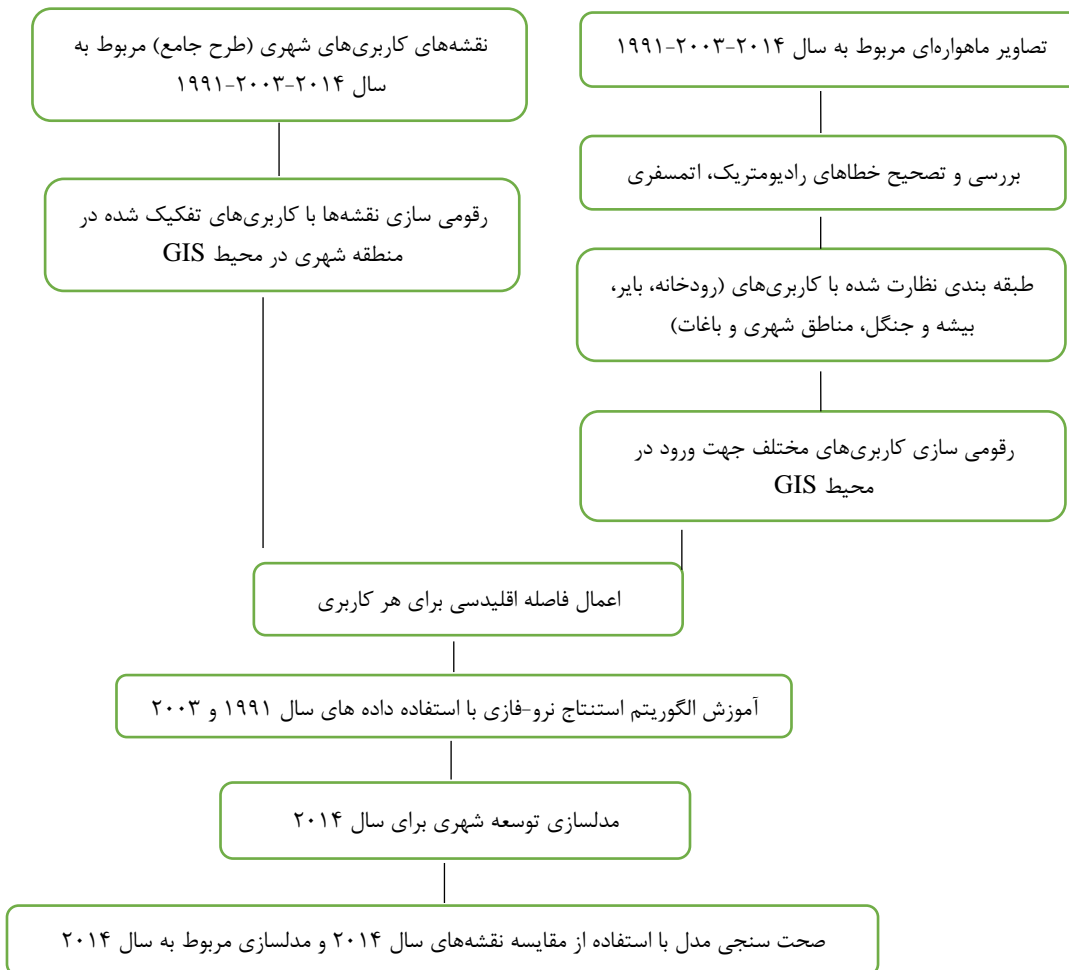 تصاویر ماهواره‌ای مربوط به سال ۲۰۱۴-۲۰۰۳-۱۹۹۱
بررسی و تصحیح خطاهای رادیومتریک، اتمسفری
طبقه بندی نظارت شده با کاربری‌های (رودخانه، بایر،
بیشه و جنگل، مناطق شهری و باغات)
رقومی سازی کاربری‌های مختلف جهت ورود در
محیط GIS
نقشه‌های کاربری‌های شهری (طرح جامع) مربوط به
سال ۲۰۱۴-۲۰۰۳-۱۹۹۱
رقومی سازی نقشه‌ها با کاربری‌های تفکیک شده در
منطقه شهری در محیط GIS
اعمال فاصله اقلیدسی برای هر کاربری
آموزش الگوریتم استنتاج نرو-فازی با استفاده داده های سال ۱۹۹۱ و ۲۰۰۳
مدلسازی توسعه شهری برای سال ۲۰۱۴
صحت سنجی مدل با استفاده از مقایسه نقشه‌های سال ۲۰۱۴ و مدلسازی مربوط به سال ۲۰۱۴